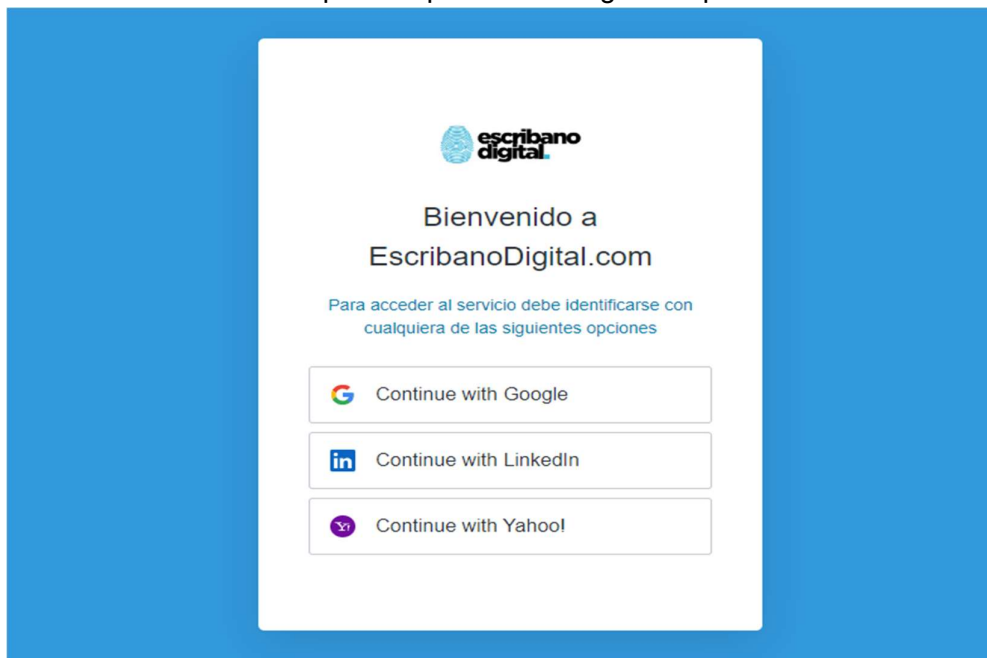 escribano
digital.
Bienvenido a
EscribanoDigital.com
Para acceder al servicio debe identificarse con
cualquiera de las siguientes opciones
Continue with Google
Continue with LinkedIn
Continue with Yahoo!